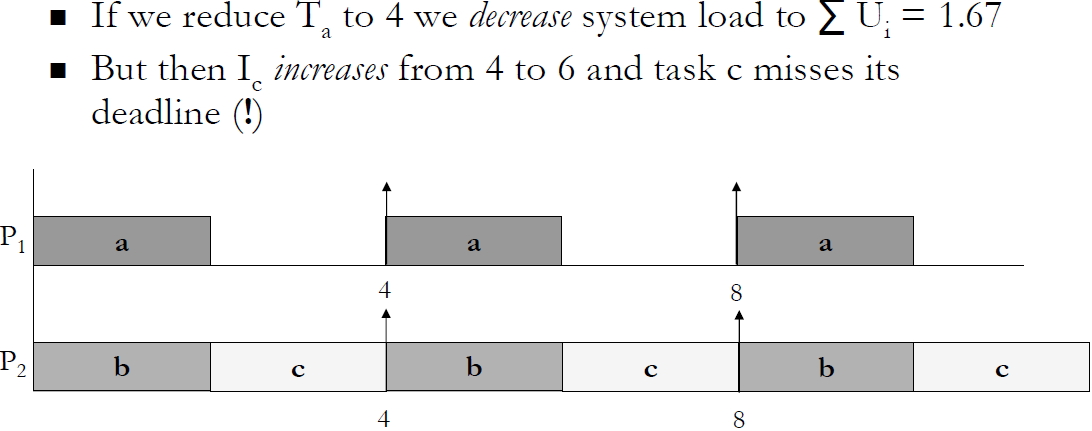 ■ If we reduce Tₐ to 4 we decrease system load to ∑ Uᵢ = 1.67
■ But then I_c increases from 4 to 6 and task c misses its
deadline (!)
P₁ a a a
4 8
P₂ b c b c b c
4 8